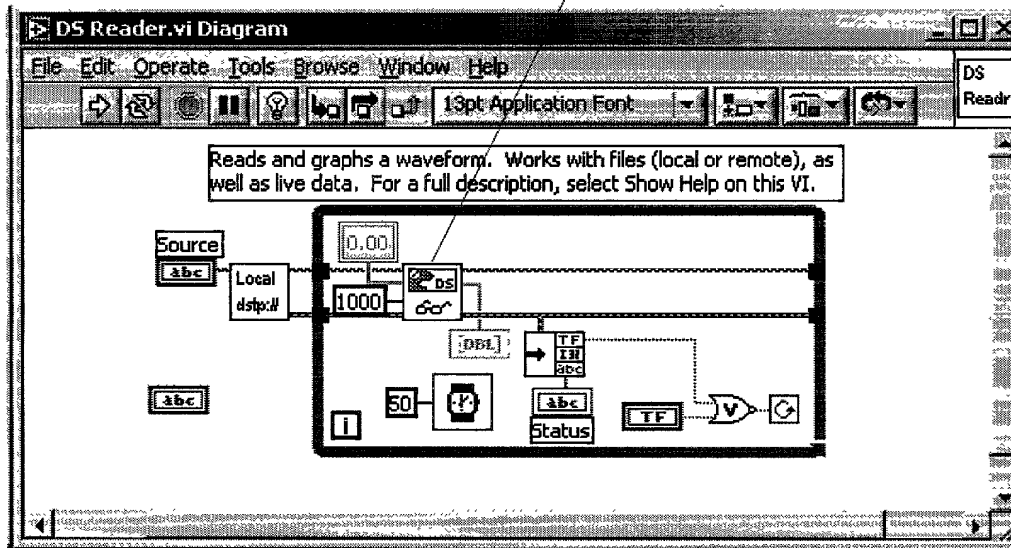 DS Reader.vi Diagram
File Edit Operate Tools Browse Window Help
DS
Readr
13pt Application Font
Reads and graphs a waveform. Works with files (local or remote), as
well as live data. For a full description, select Show Help on this VI.
Source
abc
Local
dstp://
0.00
DS
1000
[DBL]
TF
abc
50
abc
abc
Status
TF
V
i